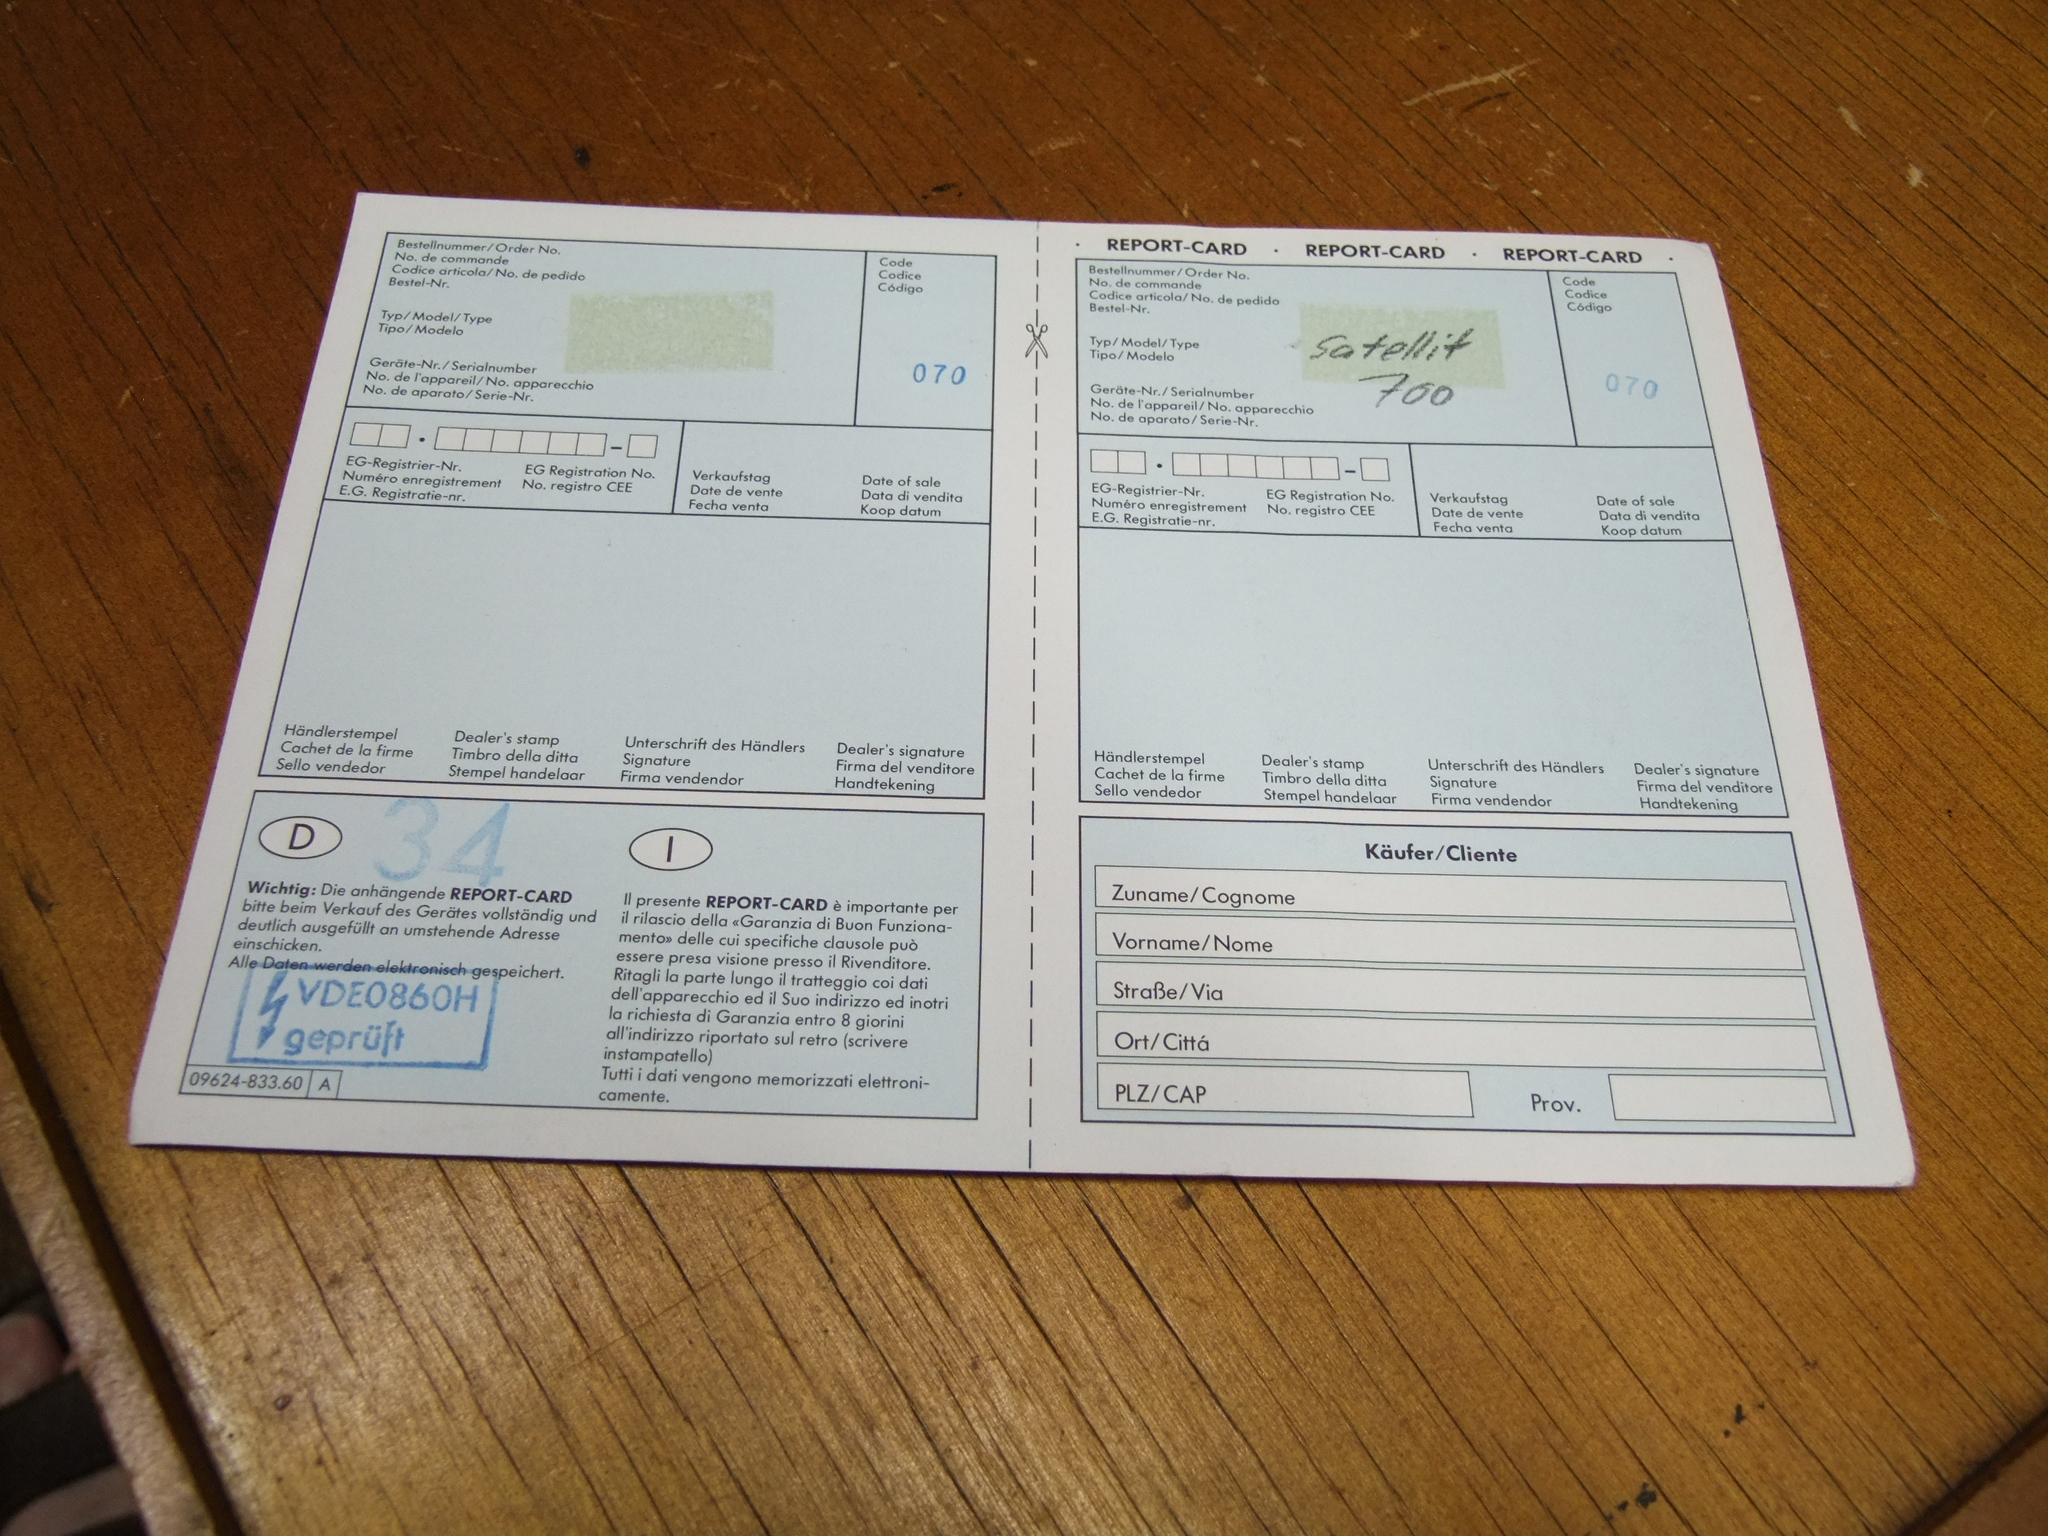 Bestellnummer/Order No.
No. de commande
Codice articola/No. de pedido
Bestel-Nr.
Typ/Model/Type
Tipo/Modelo
Geräte-Nr./Serialnumber
No. de l'appareil/No. apparecchio
No. de aparato/Serie-Nr.
Code
Codice
Código
070
EG-Registrier-Nr.
Numéro enregistrement
E.G. Registratie-nr.
EG Registration No.
No. registro CEE
Verkaufstag
Date de vente
Fecha venta
Date of sale
Data di vendita
Koop datum
Händlerstempel
Cachet de la firme
Sello vendedor
Dealer's stamp
Timbro della ditta
Stempel handelaar
Unterschrift des Händlers
Signature
Firma vendendor
Dealer's signature
Firma del venditore
Handtekening
D
34
Wichtig: Die anhängende REPORT-CARD
bitte beim Verkauf des Gerätes vollständig und
deutlich ausgefüllt an umstehende Adresse
einschicken.
Alle Daten werden elektronisch gespeichert.
VDE0860H
geprüft
09624-833.60 A
I
Il presente REPORT-CARD è importante per
il rilascio della «Garanzia di Buon Funziona-
mento» delle cui specifiche clausole può
essere presa visione presso il Rivenditore.
Ritagli la parte lungo il tratteggio coi dati
dell'apparecchio ed il Suo indirizzo ed inotri
la richiesta di Garanzia entro 8 giorini
all'indirizzo riportato sul retro (scrivere
instampatello)
Tutti i dati vengono memorizzati elettroni-
camente.
· REPORT-CARD · REPORT-CARD · REPORT-CARD ·
Bestellnummer/Order No.
No. de commande
Codice articola/No. de pedido
Bestel-Nr.
Typ/Model/Type
Tipo/Modelo
Geräte-Nr./Serialnumber
No. de l'appareil/No. apparecchio
No. de aparato/Serie-Nr.
Satellit
700
Code
Codice
Código
070
EG-Registrier-Nr.
Numéro enregistrement
E.G. Registratie-nr.
EG Registration No.
No. registro CEE
Verkaufstag
Date de vente
Fecha venta
Date of sale
Data di vendita
Koop datum
Händlerstempel
Cachet de la firme
Sello vendedor
Dealer's stamp
Timbro della ditta
Stempel handelaar
Unterschrift des Händlers
Signature
Firma vendendor
Dealer's signature
Firma del venditore
Handtekening
Käufer/Cliente
Zuname/Cognome
Vorname/Nome
Straße/Via
Ort/Cittá
PLZ/CAP
Prov.